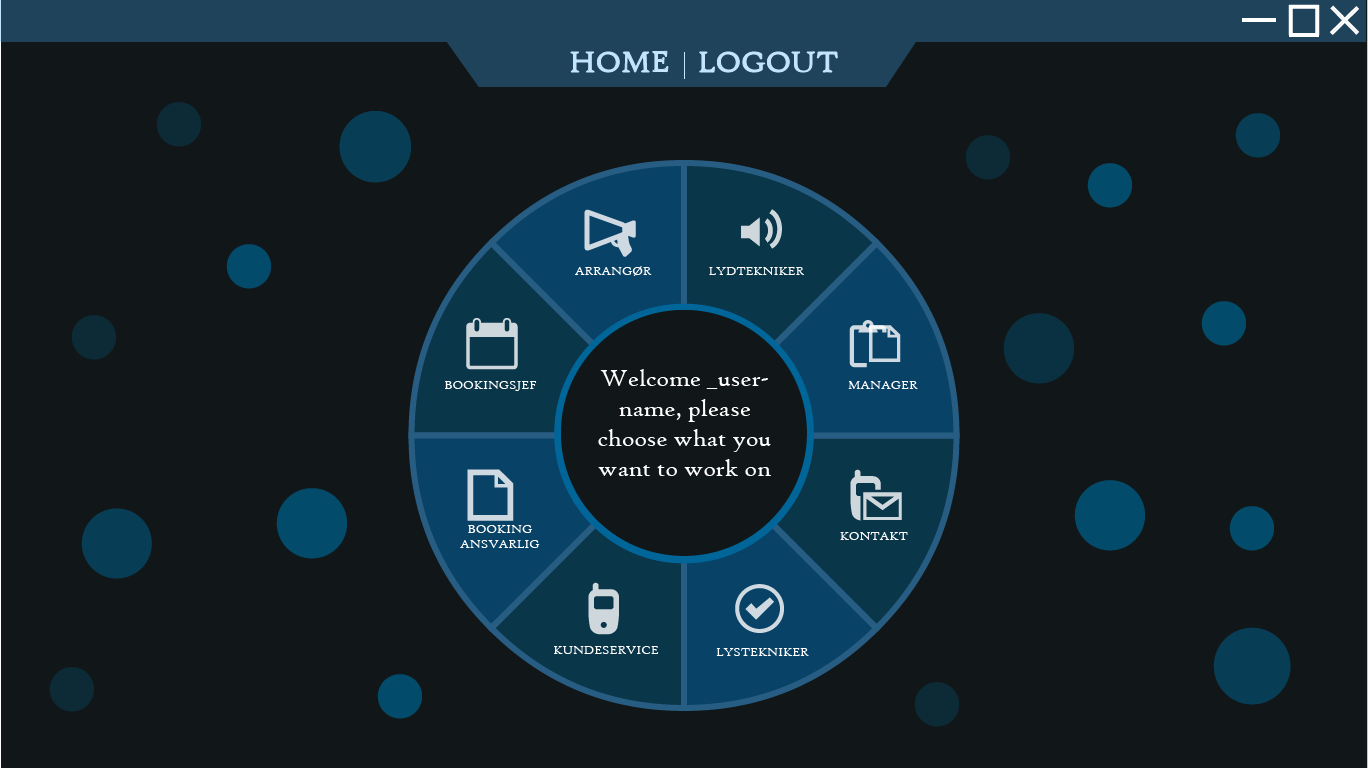 HOME | LOGOUT
ARRANGØR
LYDTEKNIKER
BOOKINGSJEF
MANAGER
Welcome _user-
name, please
choose what you
want to work on
BOOKING
ANSVARLIG
KONTAKT
KUNDESERVICE
LYSTEKNIKER